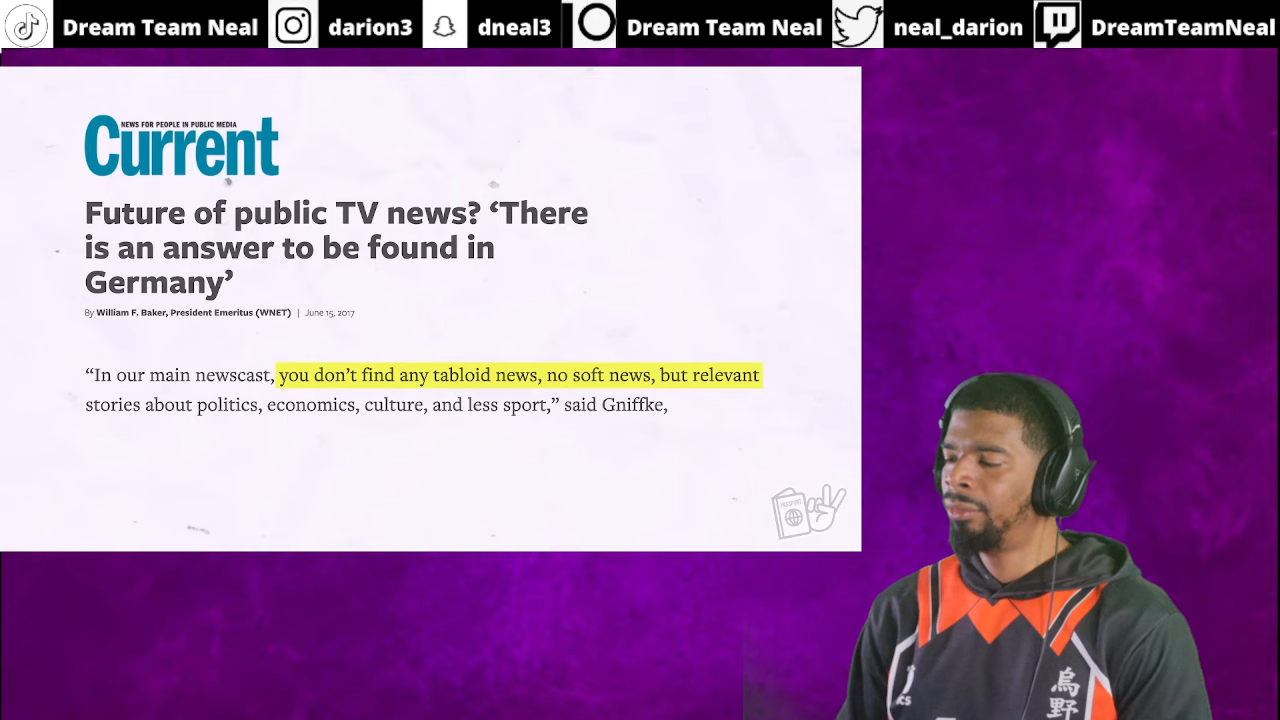 Dream Team Neal
darion3
dneal3
Dream Team Neal
neal_darion
DreamTeamNeal
NEWS FOR PEOPLE IN PUBLIC MEDIA
Current
Future of public TV news? ‘There
is an answer to be found in
Germany’
By William F. Baker, President Emeritus (WNET) | June 15, 2017
“In our main newscast, you don’t find any tabloid news, no soft news, but relevant
stories about politics, economics, culture, and less sport,” said Gniffke,
PASSPORT
烏
野